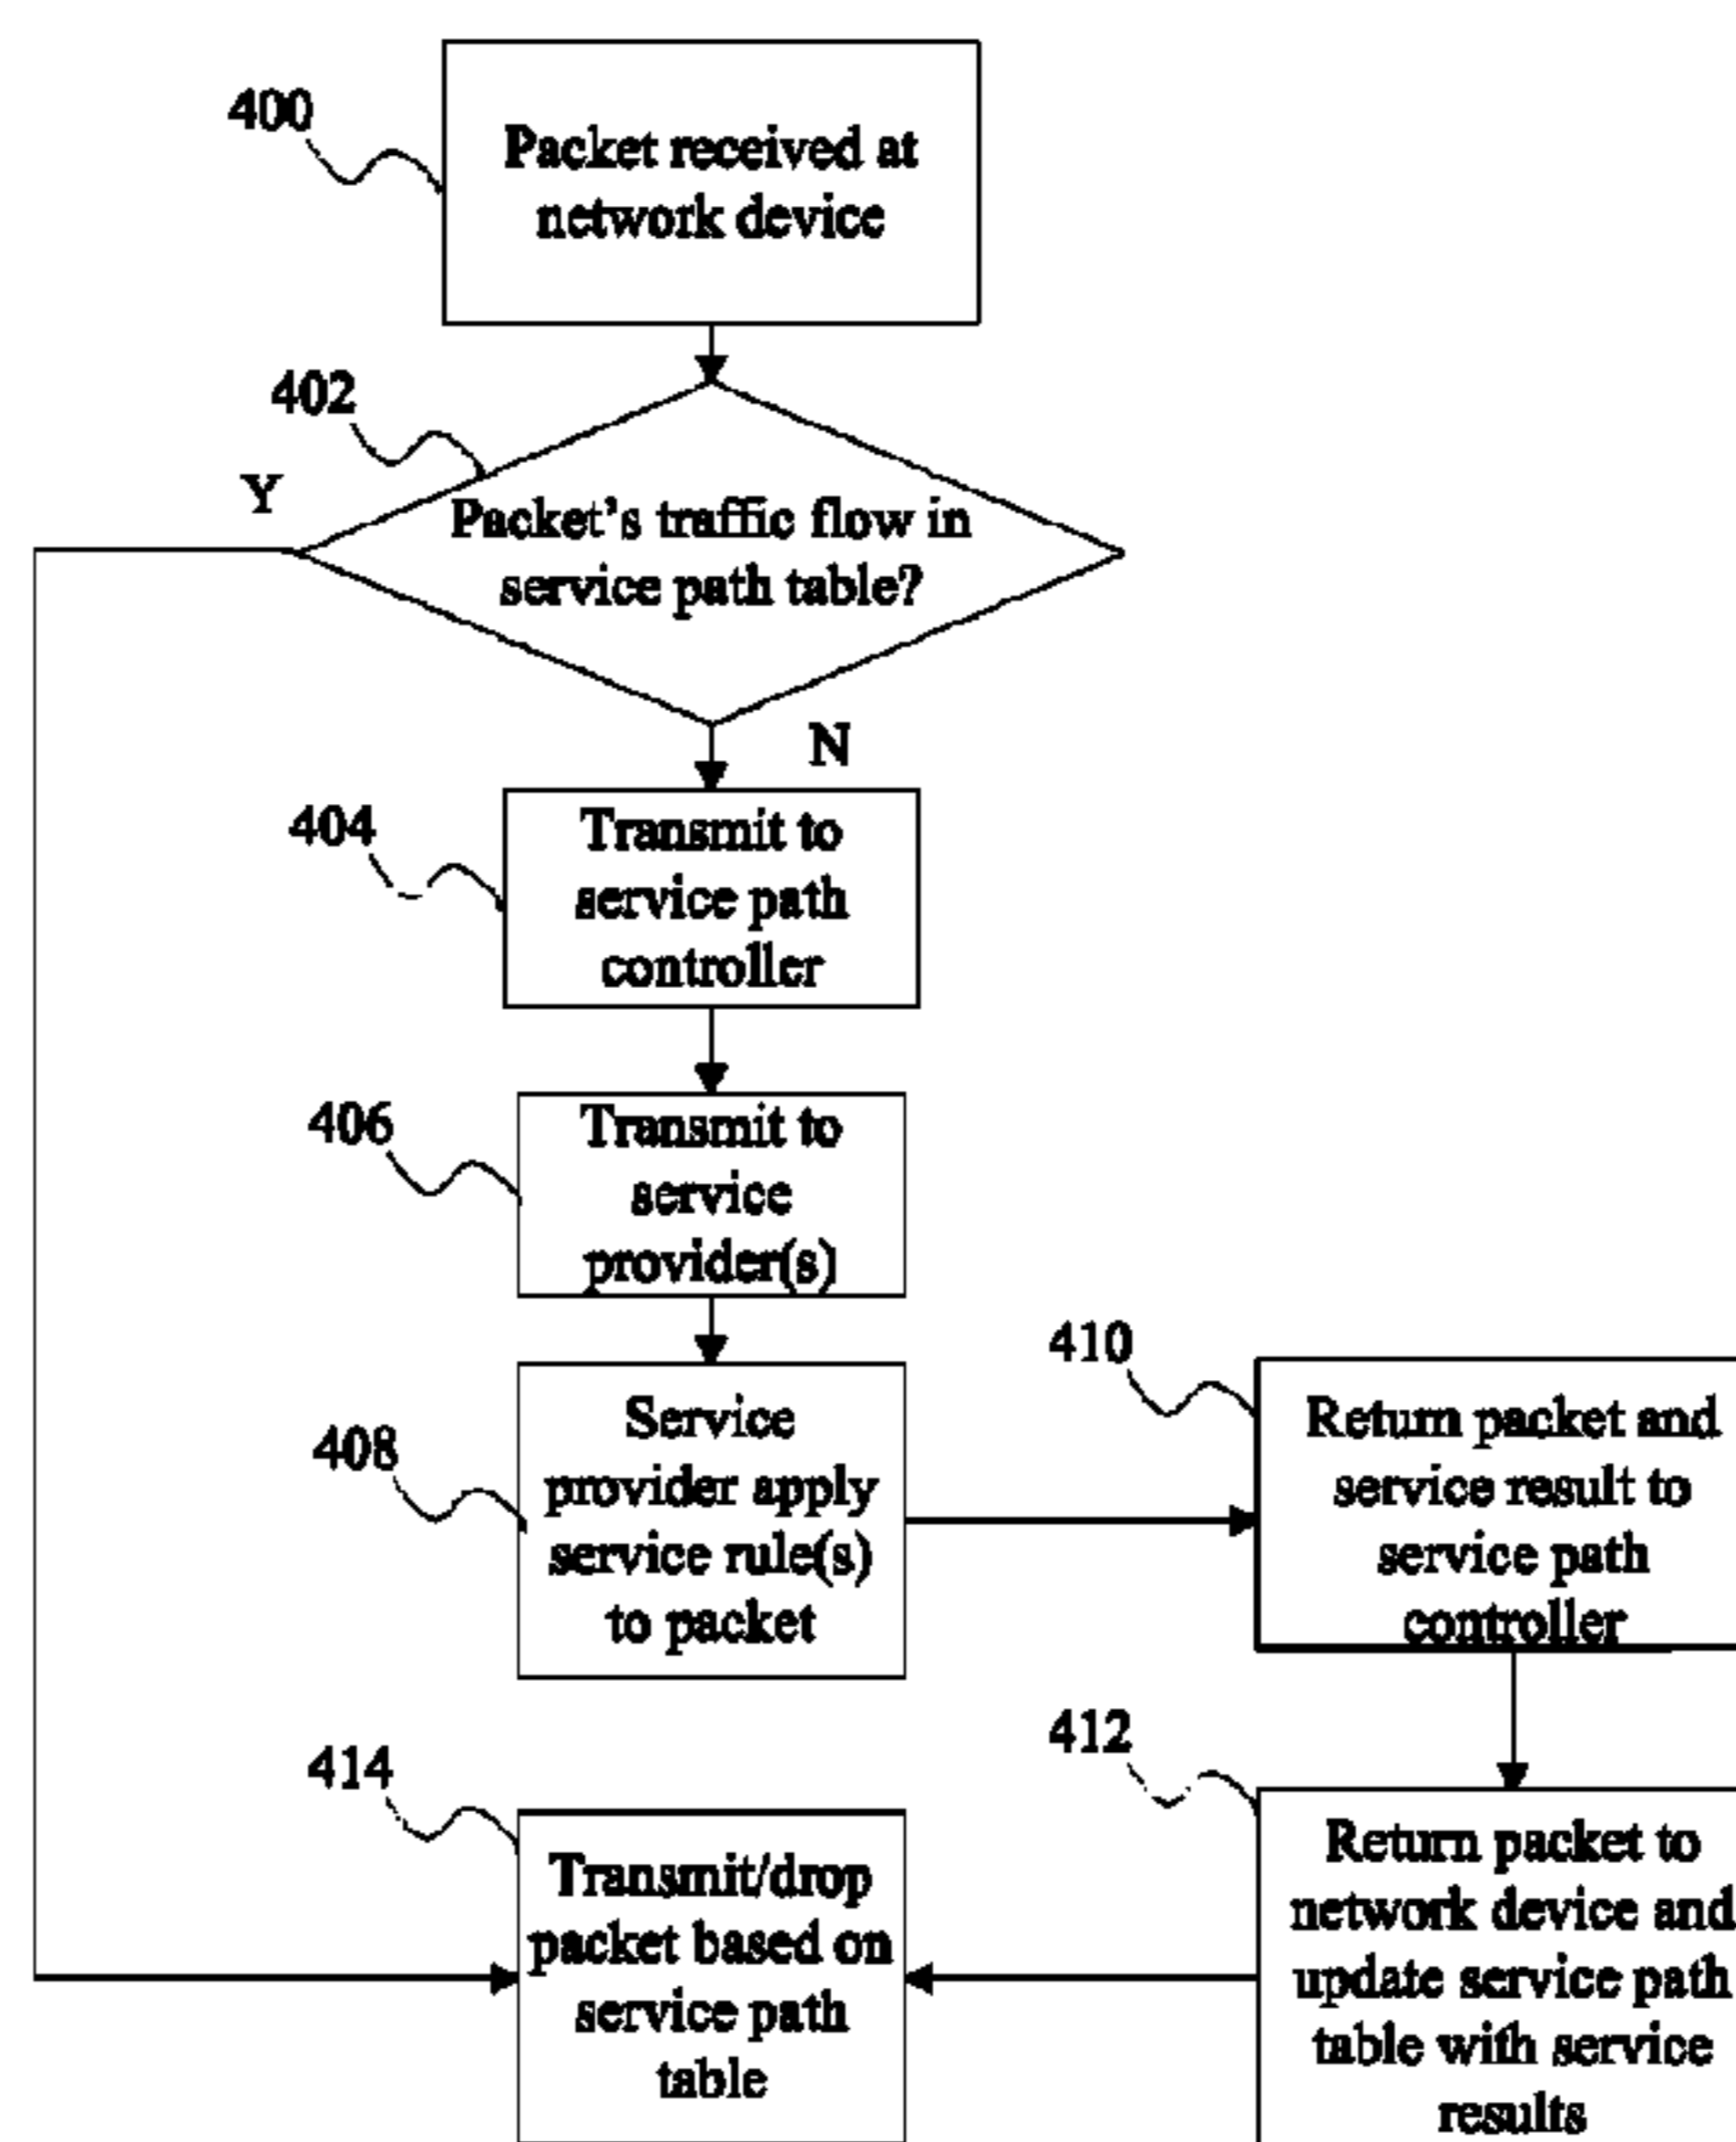 400
Packet received at
network device
402
Y
Packet's traffic flow in
service path table?
N
404
Transmit to
service path
controller
406
Transmit to
service
provider(s)
408
Service
provider apply
service rule(s)
to packet
410
Return packet and
service result to
service path
controller
412
Return packet to
network device and
update service path
table with service
results
414
Transmit/drop
packet based on
service path
table